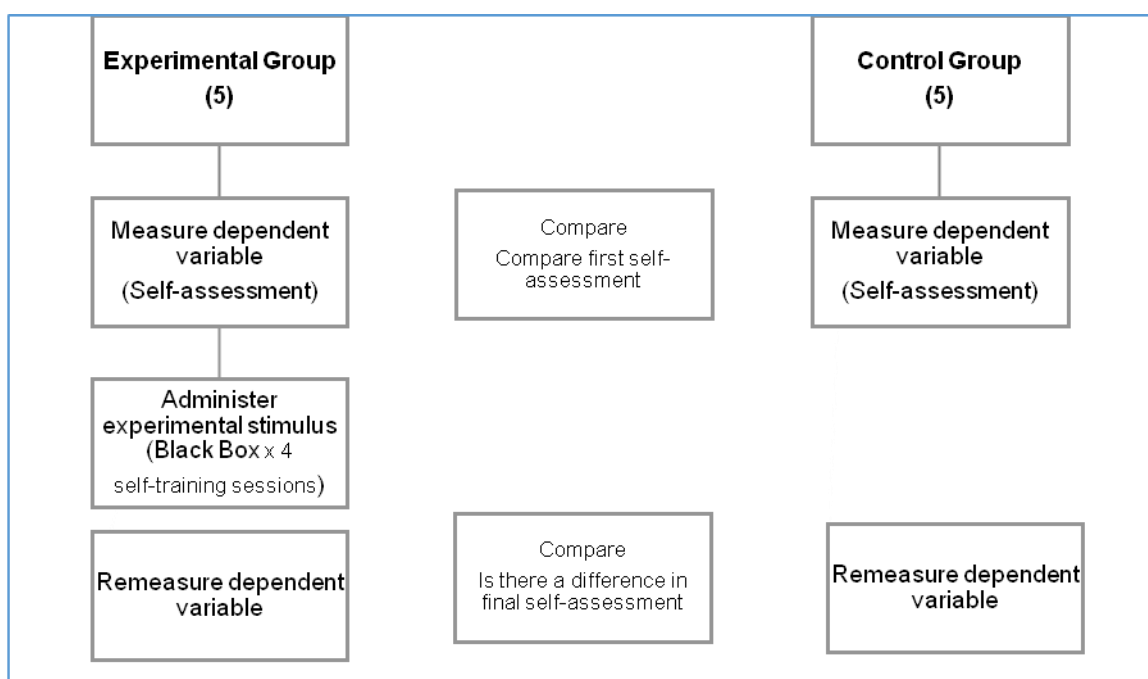 Experimental Group
(5)
Control Group
(5)
Measure dependent
variable
(Self-assessment)
Compare
Compare first self-
assessment
Measure dependent
variable
(Self-assessment)
Administer
experimental stimulus
(Black Box x 4
self-training sessions)
Remeasure dependent
variable
Compare
Is there a difference in
final self-assessment
Remeasure dependent
variable